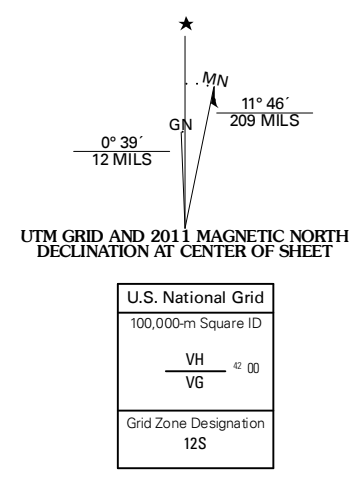 MN
11° 46´
209 MILS
GN
0° 39´
12 MILS
UTM GRID AND 2011 MAGNETIC NORTH
DECLINATION AT CENTER OF SHEET
U.S. National Grid
100,000-m Square ID
VH
42 00
VG
Grid Zone Designation
12S